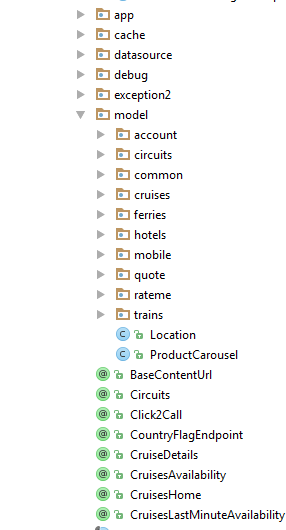 app
cache
datasource
debug
exception2
model
account
circuits
common
cruises
ferries
hotels
mobile
quote
rateme
trains
C Location
C ProductCarousel
@ BaseContentUrl
@ Circuits
@ Click2Call
@ CountryFlagEndpoint
@ CruiseDetails
@ CruisesAvailability
@ CruisesHome
@ CruisesLastMinuteAvailability